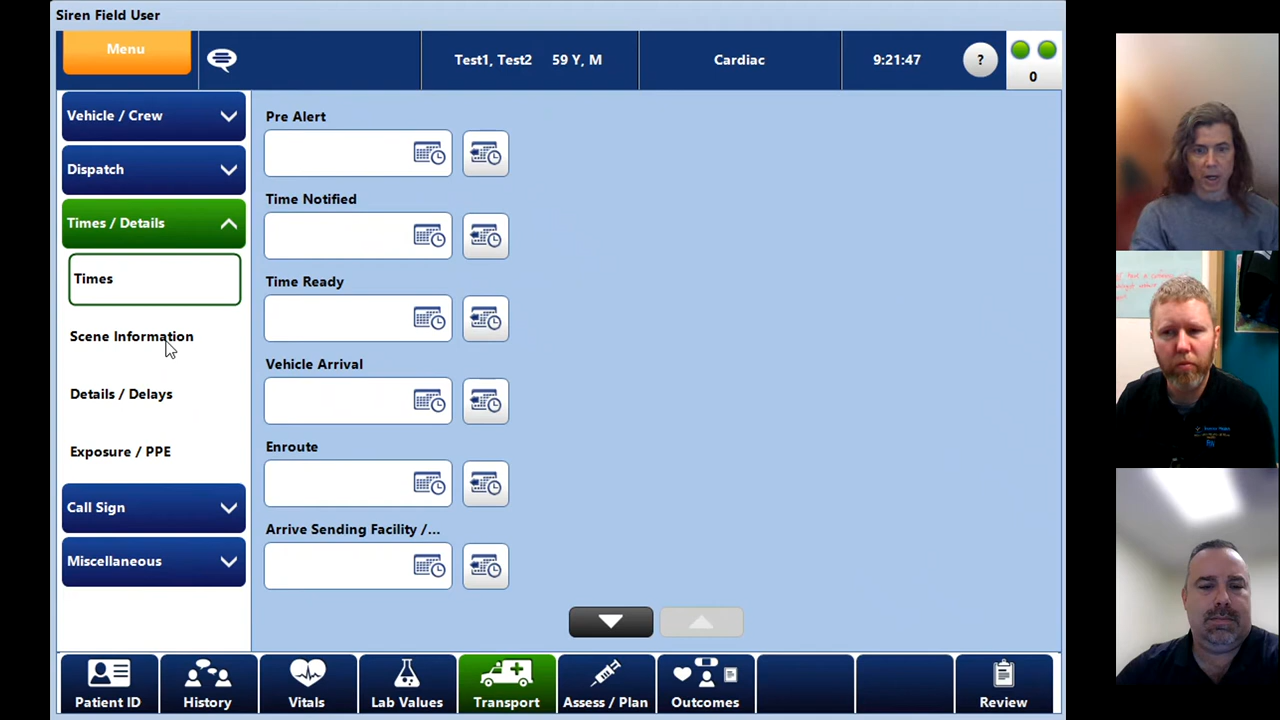 Siren Field User
Menu
Test1, Test2 59 Y, M
Cardiac
9:21:47
?
0
Vehicle / Crew
Dispatch
Times / Details
Times
Scene Information
Details / Delays
Exposure / PPE
Call Sign
Miscellaneous
Pre Alert
Time Notified
Time Ready
Vehicle Arrival
Enroute
Arrive Sending Facility /...
Patient ID
History
Vitals
Lab Values
Transport
Assess / Plan
Outcomes
Review